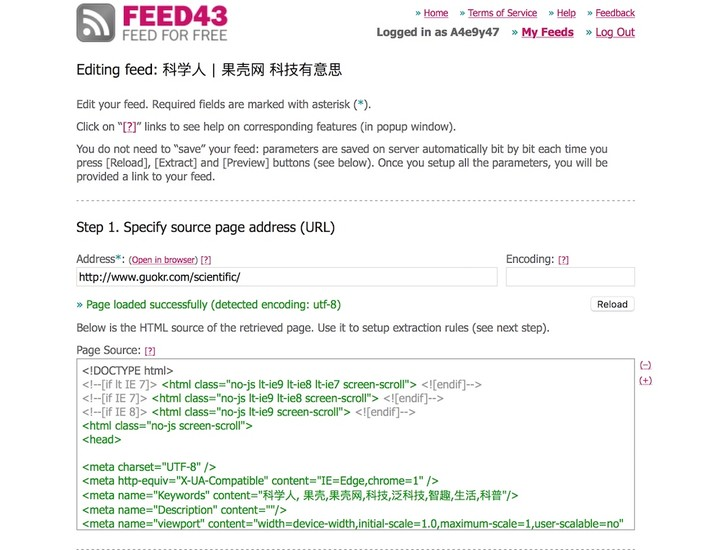 FEED43
FEED FOR FREE
» Home » Terms of Service » Help » Feedback
Logged in as A4e9y47 » My Feeds » Log Out
Editing feed: 科学人 | 果壳网 科技有意思
Edit your feed. Required fields are marked with asterisk (*).
Click on “[?]” links to see help on corresponding features (in popup window).
You do not need to “save” your feed: parameters are saved on server automatically bit by bit each time you
press [Reload], [Extract] and [Preview] buttons (see below). Once you setup all the parameters, you will be
provided a link to your feed.
Step 1. Specify source page address (URL)
Address*: (Open in browser) [?] Encoding: [?]
http://www.guokr.com/scientific/
» Page loaded successfully (detected encoding: utf-8) Reload
Below is the HTML source of the retrieved page. Use it to setup extraction rules (see next step).
Page Source: [?]
<!DOCTYPE html> (–)
<!--[if lt IE 7]> <html class="no-js lt-ie9 lt-ie8 lt-ie7 screen-scroll"> <![endif]--> (+)
<!--[if IE 7]> <html class="no-js lt-ie9 lt-ie8 screen-scroll"> <![endif]-->
<!--[if IE 8]> <html class="no-js lt-ie9 screen-scroll"> <![endif]-->
<html class="no-js screen-scroll">
<head>
<meta charset="UTF-8" />
<meta http-equiv="X-UA-Compatible" content="IE=Edge,chrome=1" />
<meta name="Keywords" content="科学人, 果壳,果壳网,科技,泛科技,智趣,生活,科普"/>
<meta name="Description" content=""/>
<meta name="viewport" content="width=device-width,initial-scale=1.0,maximum-scale=1,user-scalable=no"